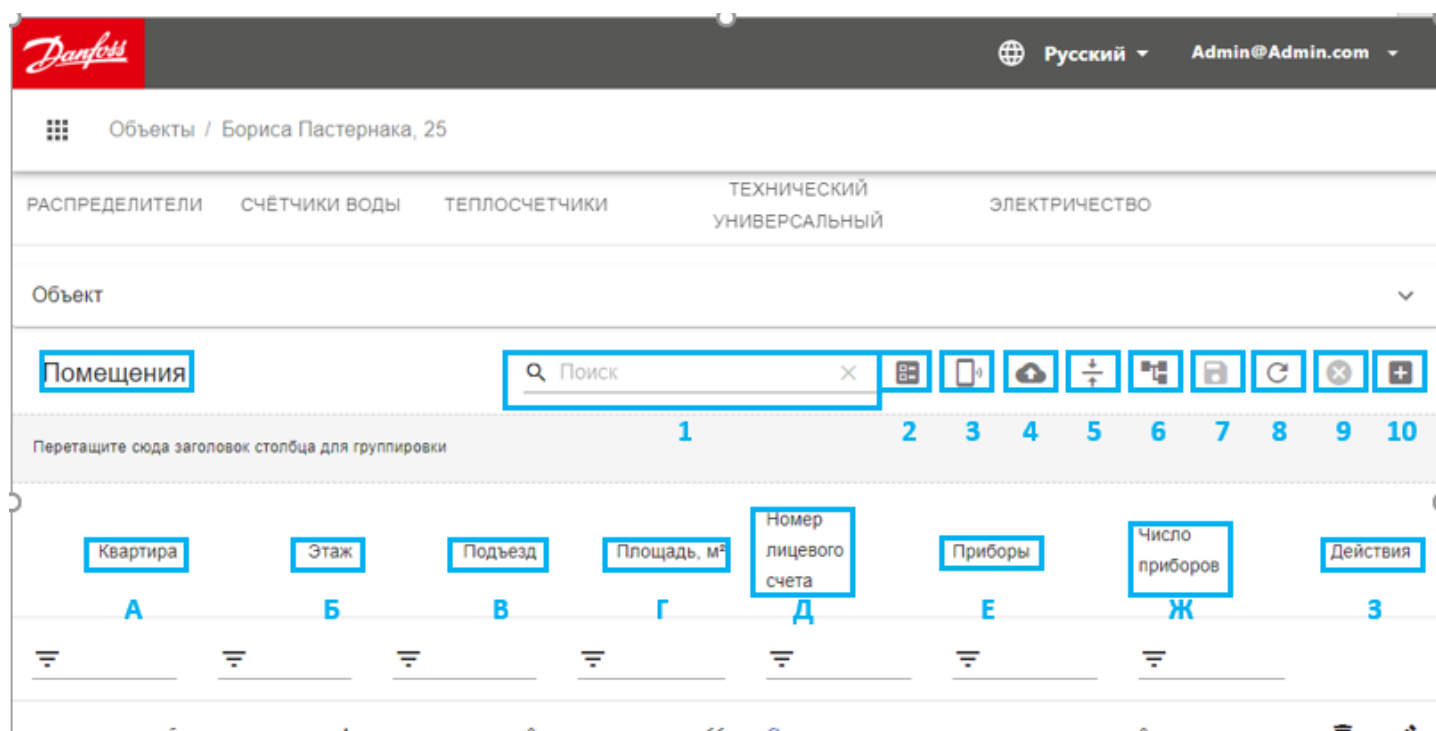 Danfoss
Русский Admin@Admin.com
Объекты / Бориса Пастернака, 25
РАСПРЕДЕЛИТЕЛИ СЧЁТЧИКИ ВОДЫ ТЕПЛОСЧЕТЧИКИ ТЕХНИЧЕСКИЙ УНИВЕРСАЛЬНЫЙ ЭЛЕКТРИЧЕСТВО
Объект
Помещения Поиск
1 2 3 4 5 6 7 8 9 10
Перетащите сюда заголовок столбца для группировки
Квартира Этаж Подъезд Площадь, м² Номер лицевого счета Приборы Число приборов Действия
А Б В Г Д Е Ж З